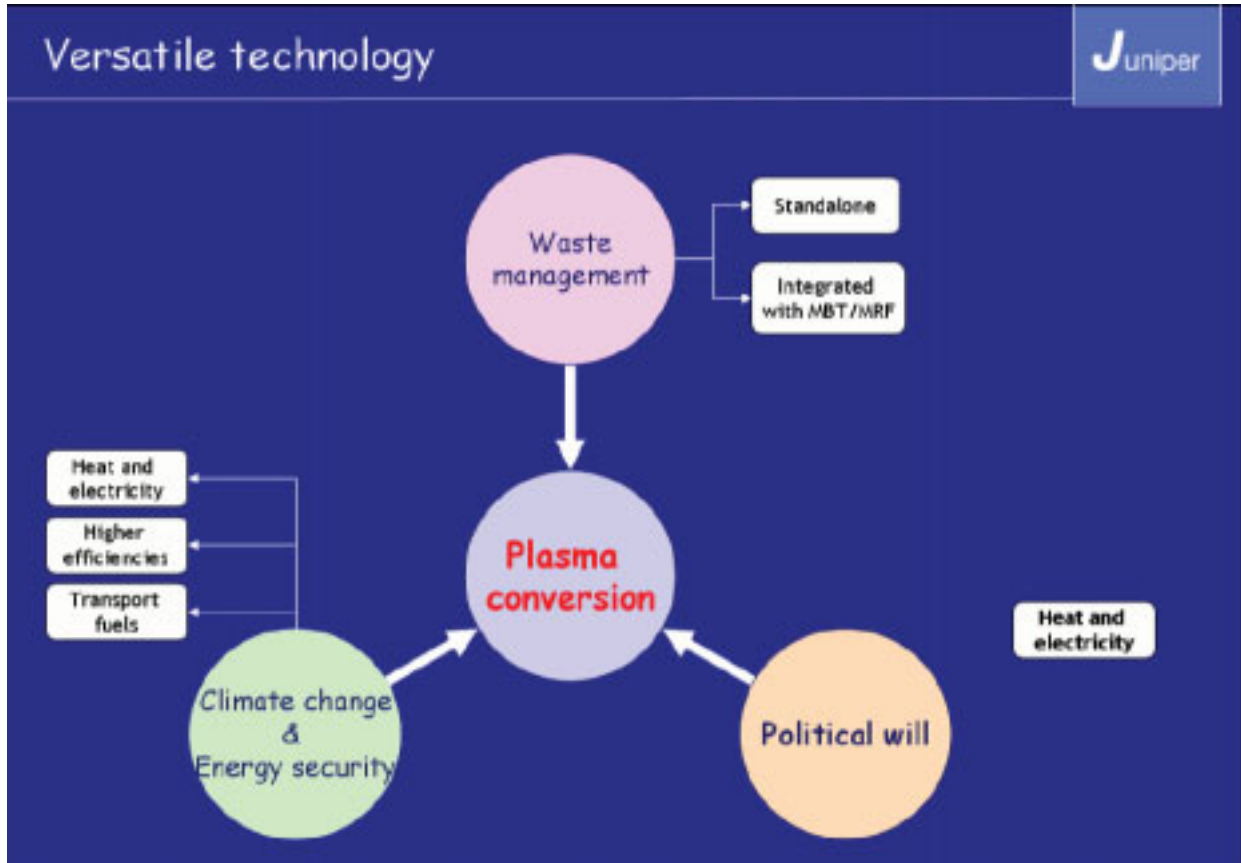 Versatile technology
Juniper
Waste
management
Standalone
Integrated
with MBT/MRF
Heat and
electricity
Higher
efficiencies
Transport
fuels
Plasma
conversion
Heat and
electricity
Climate change
&
Energy security
Political will